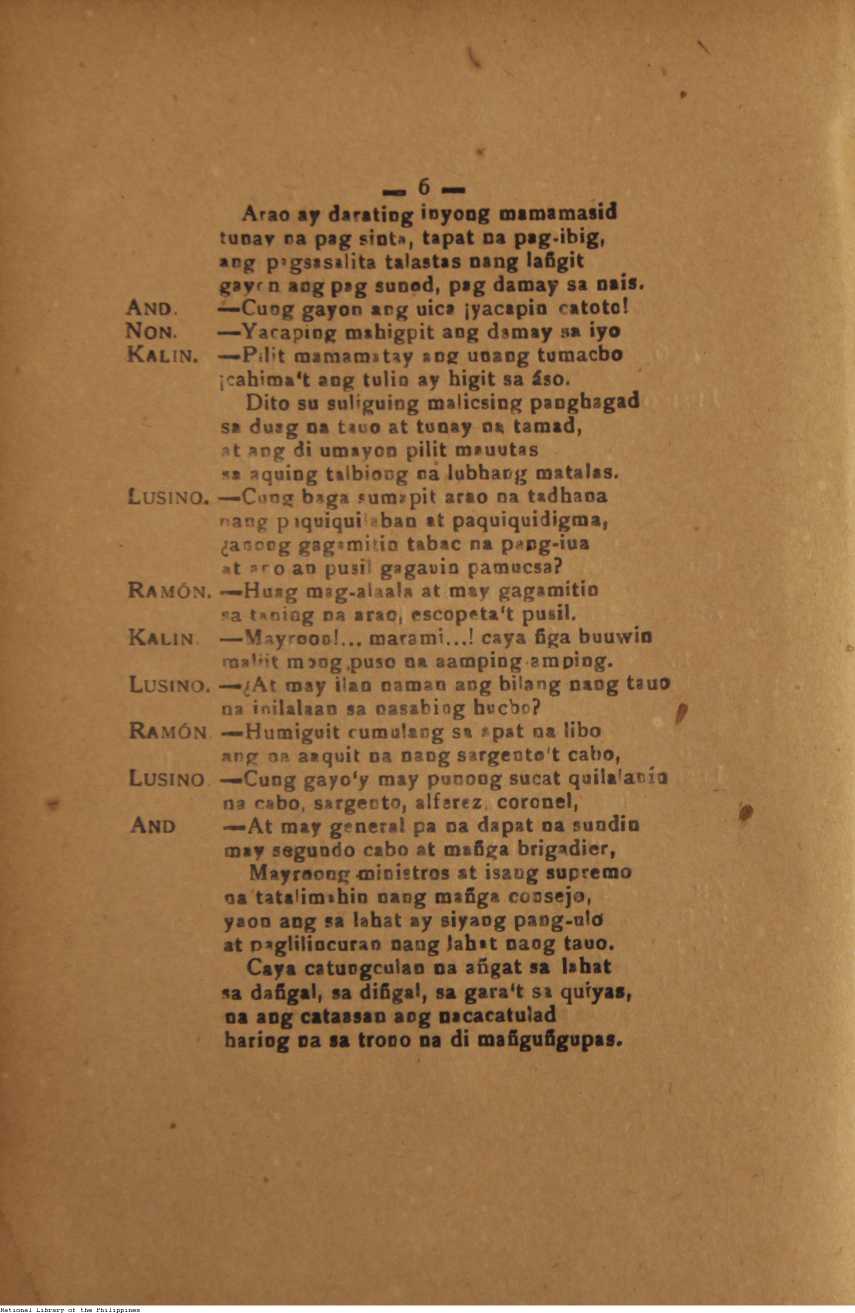 — 6 —
Arao ay darating inyong mamamasid
tunay na pag sinta, tapat na pag-ibig,
ang pagsasalita talastas nang lañgit
gayon ang pag sunod, pag damay sa nais.
AND. —Cung gayon ang uica ¡yacapin catoto!
NON. —Yacaping mahigpit ang damay sa iyo
KALIN. —Pilit mamamatay ang unang tumacbo
¡cahima‘t ang tulin ay higit sa áso.
Dito su suliguing malicsing panghagad
sa duag na tauo at tunay na tamad,
at ang di umayon pilit mauutas
sa aquing talbiong na lubhang matalas.
LUSINO. —Cung baga sumapit arao na tadhana
nang paquiquilaban at paquiquidigma,
¿anong gagamitin tabac na pang-iua
at ano an pusil gagauin pamucsa?
RAMÓN. —Huag mag-alaala at may gagamitin
sa taning na arao, escopeta‘t pusil.
KALIN. —Mayroon!... marami...! caya ñga buuwin
maliit mong puso na aamping-amping.
LUSINO. —¿At may ilan naman ang bilang nang tauo
na inilalaan sa nasabing hucbo?
RAMÓN. —Humiguit cumulang sa apat na libo
ang na aaquit na nang sargento‘t cabo,
LUSINO. —Cung gayo‘y may punong sucat quilalanin
na cabo, sargento, alferez, coronel,
AND —At may general pa na dapat na sundin
may segundo cabo at mañga brigadier,
Mayroong ministros at isang supremo
na tatalimahin nang mañga consejo,
yaon ang sa lahat ay siyang pang-ulo
at paglilincuran nang lahat nang tauo.
Caya catungculan na añgat sa lahat
sa dañgal, sa diñgal, sa gara‘t sa quiyas,
na ang cataasan ang nacacatulad
haring na sa trono na di mañguñgupas.
National Library of the Philippines